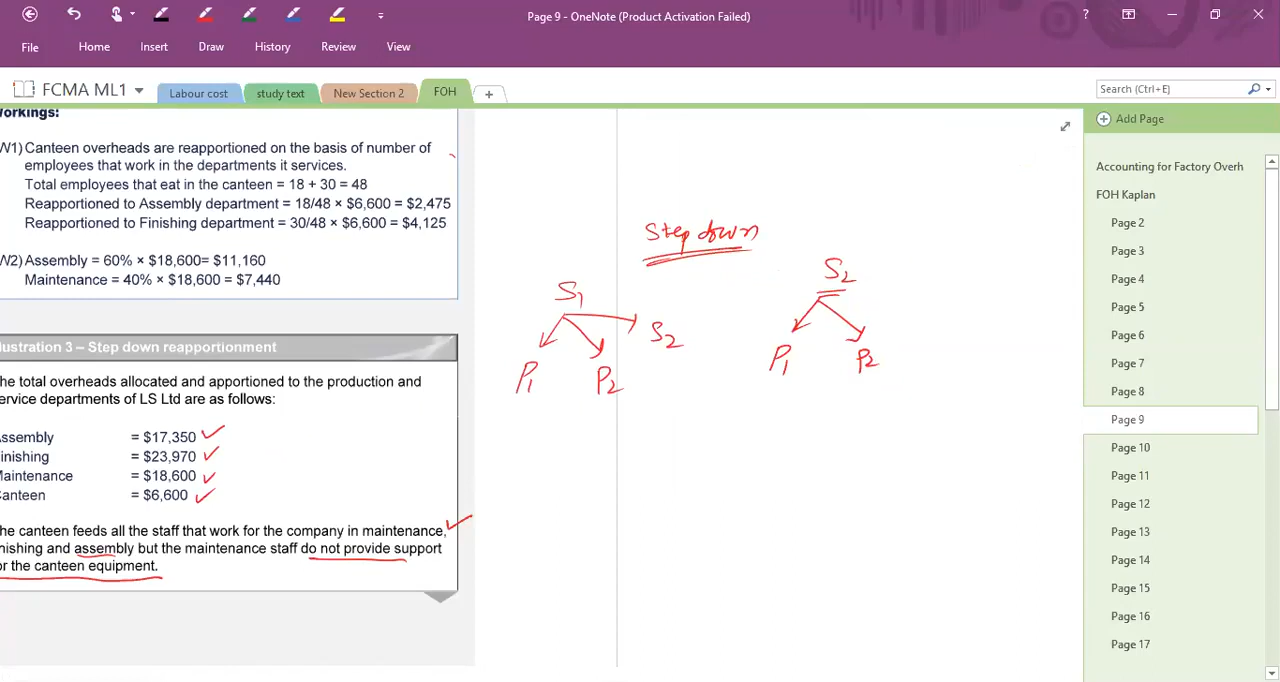 Page 9 - OneNote (Product Activation Failed)
?
File Home Insert Draw History Review View
FCMA ML1 Labour cost study text New Section 2 FOH +
Search (Ctrl+E)
Add Page
orkings:
W1) Canteen overheads are reapportioned on the basis of number of
employees that work in the departments it services.
Total employees that eat in the canteen = 18 + 30 = 48
Reapportioned to Assembly department = 18/48 × $6,600 = $2,475
Reapportioned to Finishing department = 30/48 × $6,600 = $4,125
W2) Assembly = 60% × $18,600= $11,160
Maintenance = 40% × $18,600 = $7,440
ustration 3 – Step down reapportionment
he total overheads allocated and apportioned to the production and
ervice departments of LS Ltd are as follows:
ssembly = $17,350
inishing = $23,970
aintenance = $18,600
anteen = $6,600
he canteen feeds all the staff that work for the company in maintenance,
nishing and assembly but the maintenance staff do not provide support
or the canteen equipment.
Step down
S1
S2
P1
P2
S2
P1
P2
Accounting for Factory Overh
FOH Kaplan
Page 2
Page 3
Page 4
Page 5
Page 6
Page 7
Page 8
Page 9
Page 10
Page 11
Page 12
Page 13
Page 14
Page 15
Page 16
Page 17